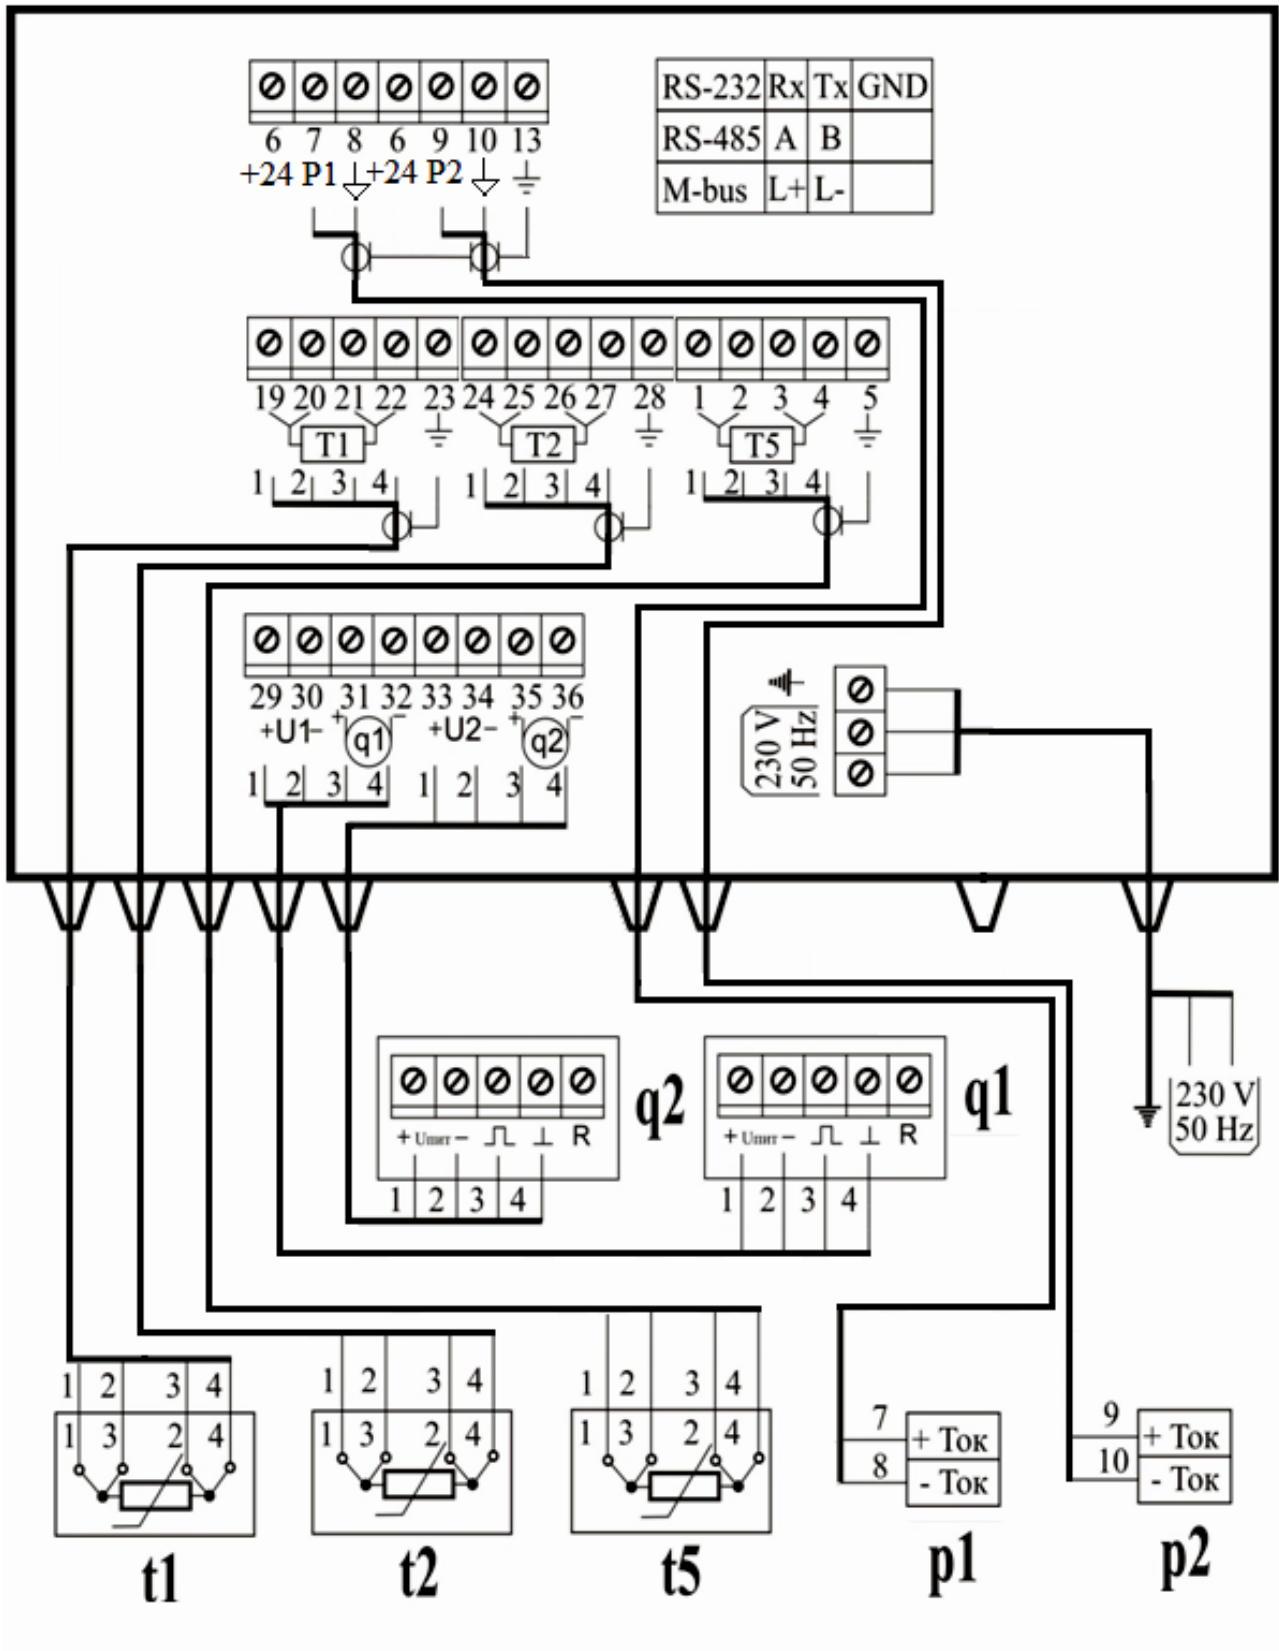 6 7 8 6 9 10 13
+24 P1 +24 P2
RS-232 Rx Tx GND
RS-485 A B
M-bus L+ L-
19 20 21 22 23 24 25 26 27 28 1 2 3 4 5
T1 T2 T5
1 2 3 4 1 2 3 4 1 2 3 4
29 30 31 32 33 34 35 36
+U1- + q1 - +U2- + q2 -
1 2 3 4 1 2 3 4
230 V
50 Hz
q2
+ Uпит - R
1 2 3 4
q1
+ Uпит - R
1 2 3 4
230 V
50 Hz
1 2 3 4
1 3 2 4
t1
1 2 3 4
1 3 2 4
t2
1 2 3 4
1 3 2 4
t5
7 + Ток
8 - Ток
p1
9 + Ток
10 - Ток
p2